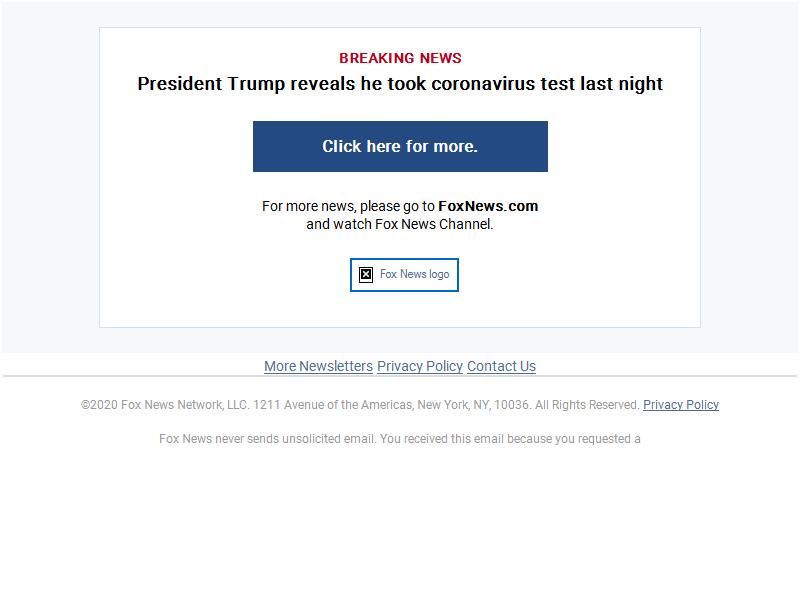 BREAKING NEWS
President Trump reveals he took coronavirus test last night
Click here for more.
For more news, please go to FoxNews.com
and watch Fox News Channel.
Fox News logo
More Newsletters Privacy Policy Contact Us
©2020 Fox News Network, LLC. 1211 Avenue of the Americas, New York, NY, 10036. All Rights Reserved. Privacy Policy
Fox News never sends unsolicited email. You received this email because you requested a